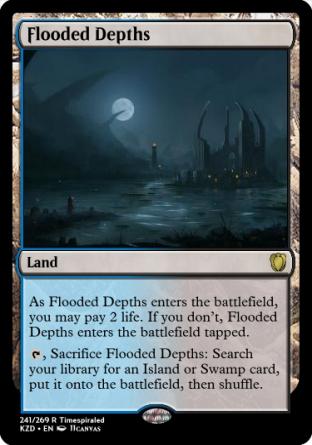 Flooded Depths
Land
As Flooded Depths enters the battlefield,
you may pay 2 life. If you don't, Flooded
Depths enters the battlefield tapped.
, Sacrifice Flooded Depths: Search
your library for an Island or Swamp card,
put it onto the battlefield, then shuffle.
241/269 R Timespiraled
KZD • EN HCANVAS